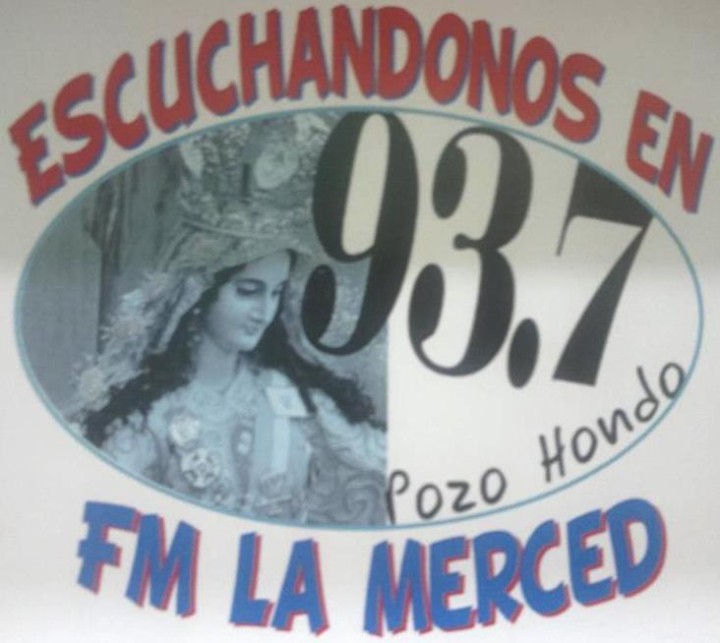 ESCUCHANDONOS EN
93.7
Pozo Hondo
FM LA MERCED